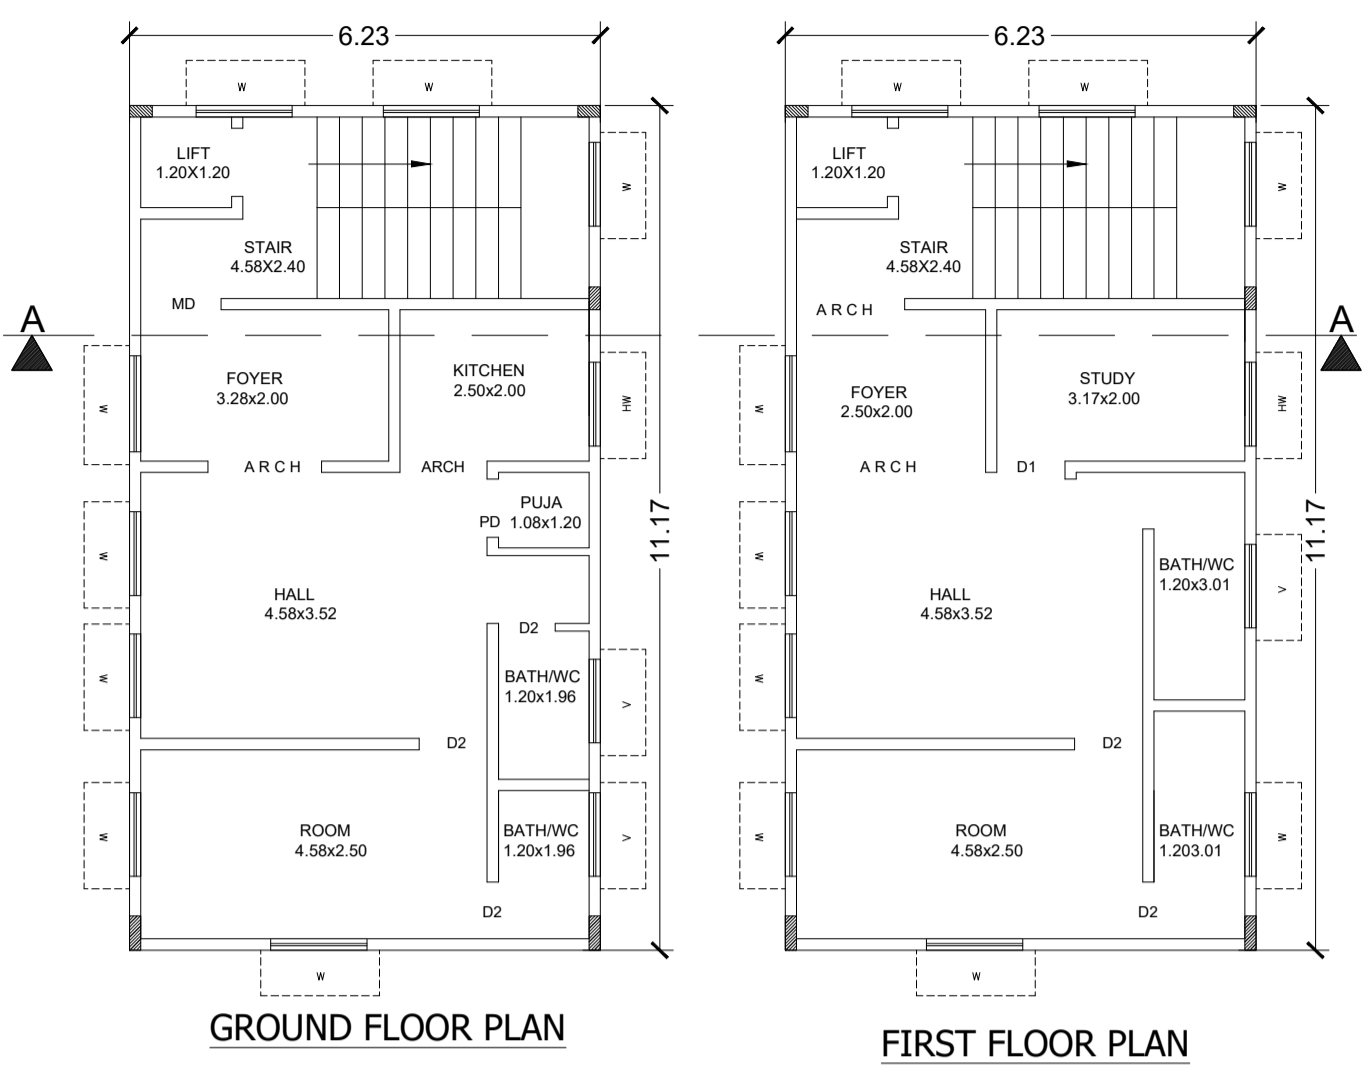 6.23
W
W
LIFT
1.20X1.20
W
STAIR
4.58X2.40
MD
A
FOYER
3.28x2.00
KITCHEN
2.50x2.00
W
HW
A R C H
ARCH
PUJA
PD
1.08x1.20
11.17
W
HALL
4.58x3.52
D2
W
BATH/WC
1.20x1.96
V
D2
ROOM
4.58x2.50
BATH/WC
1.20x1.96
W
V
D2
W
GROUND FLOOR PLAN
6.23
W
W
LIFT
1.20X1.20
W
STAIR
4.58X2.40
A R C H
A
FOYER
2.50x2.00
STUDY
3.17x2.00
W
HW
A R C H
D1
11.17
W
BATH/WC
1.20x3.01
V
HALL
4.58x3.52
W
D2
ROOM
4.58x2.50
BATH/WC
1.203.01
W
W
D2
W
FIRST FLOOR PLAN